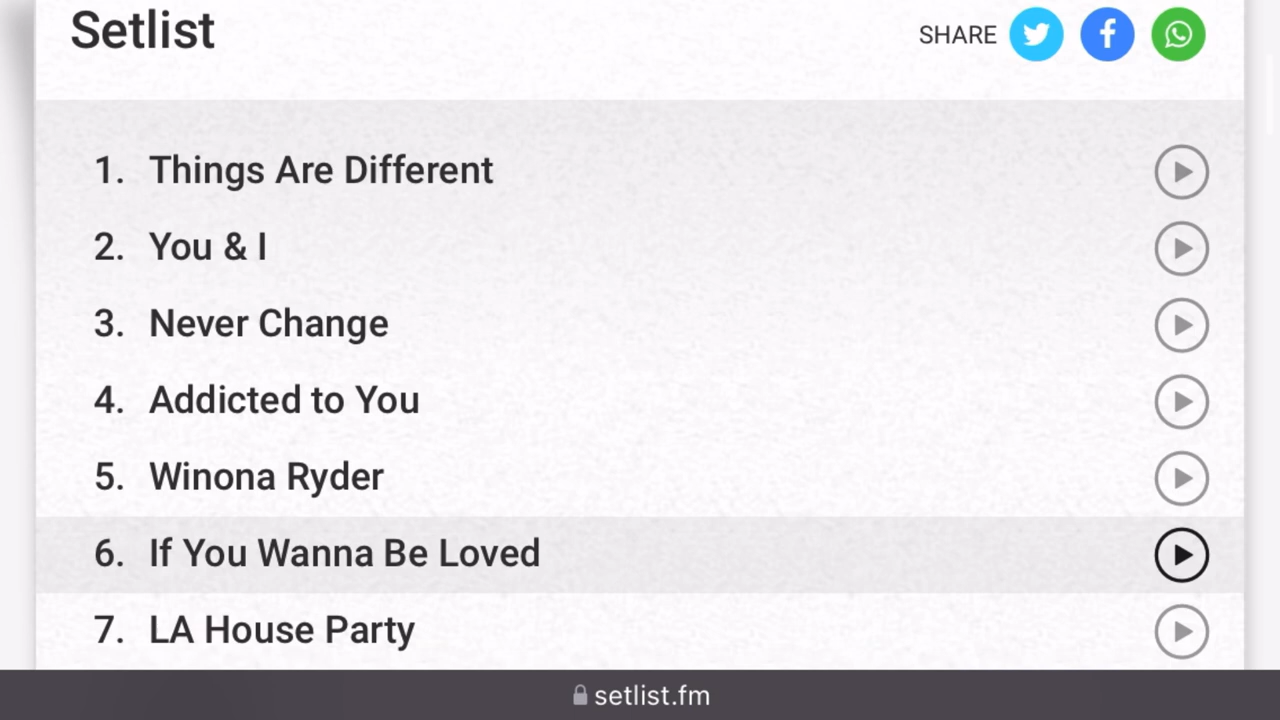 Setlist
SHARE
1. Things Are Different
2. You & I
3. Never Change
4. Addicted to You
5. Winona Ryder
6. If You Wanna Be Loved
7. LA House Party
setlist.fm